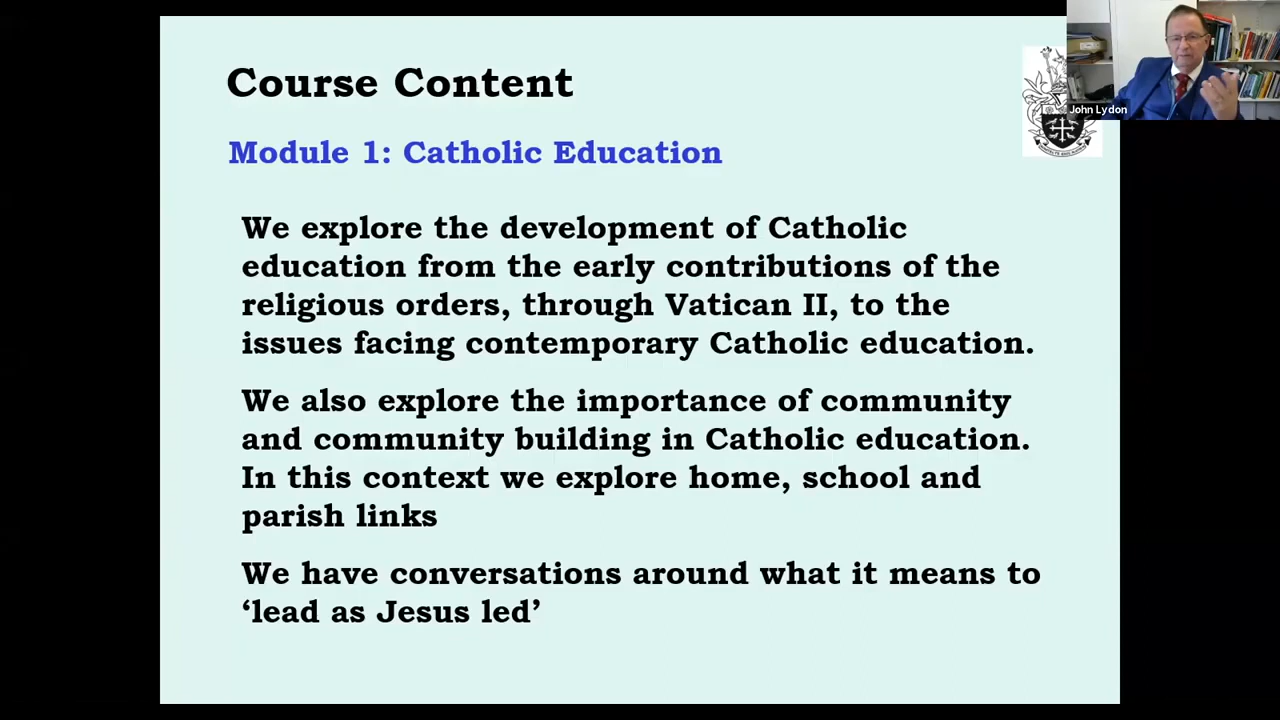 Course Content
John Lydon
Module 1: Catholic Education
We explore the development of Catholic
education from the early contributions of the
religious orders, through Vatican II, to the
issues facing contemporary Catholic education.
We also explore the importance of community
and community building in Catholic education.
In this context we explore home, school and
parish links
We have conversations around what it means to
‘lead as Jesus led’